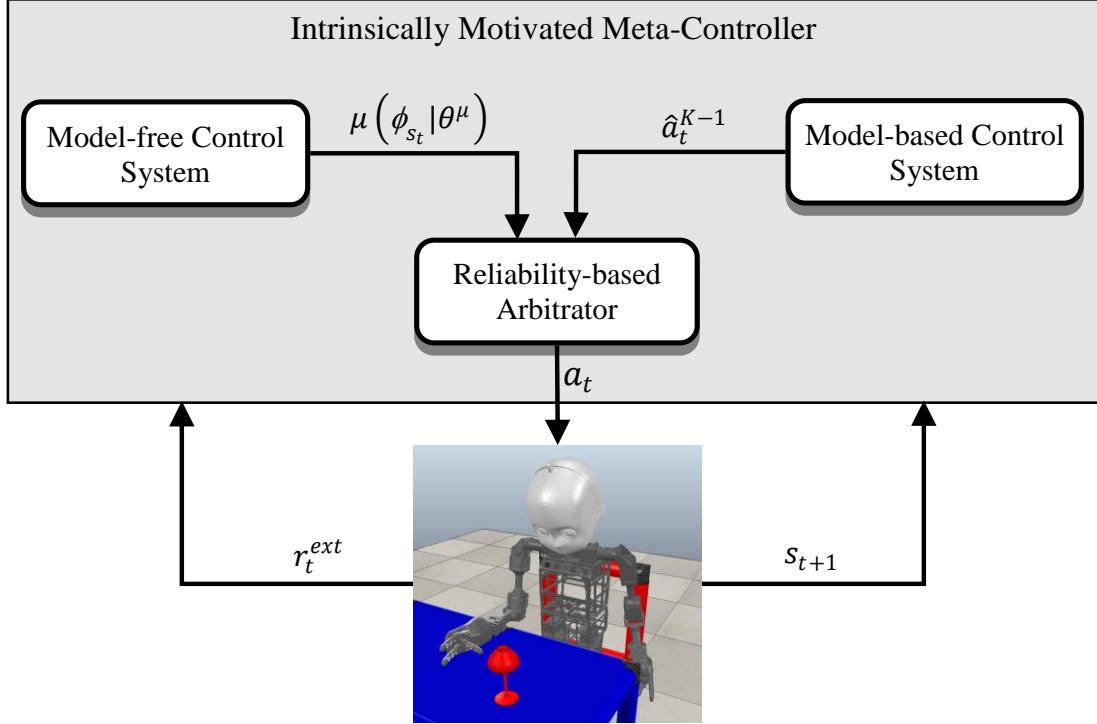 Intrinsically Motivated Meta-Controller
Model-free Control
System
μ(ϕ_{s_t}|θ^μ)
â_t^{K−1}
Model-based Control
System
Reliability-based
Arbitrator
a_t
r_t^{ext}
s_{t+1}